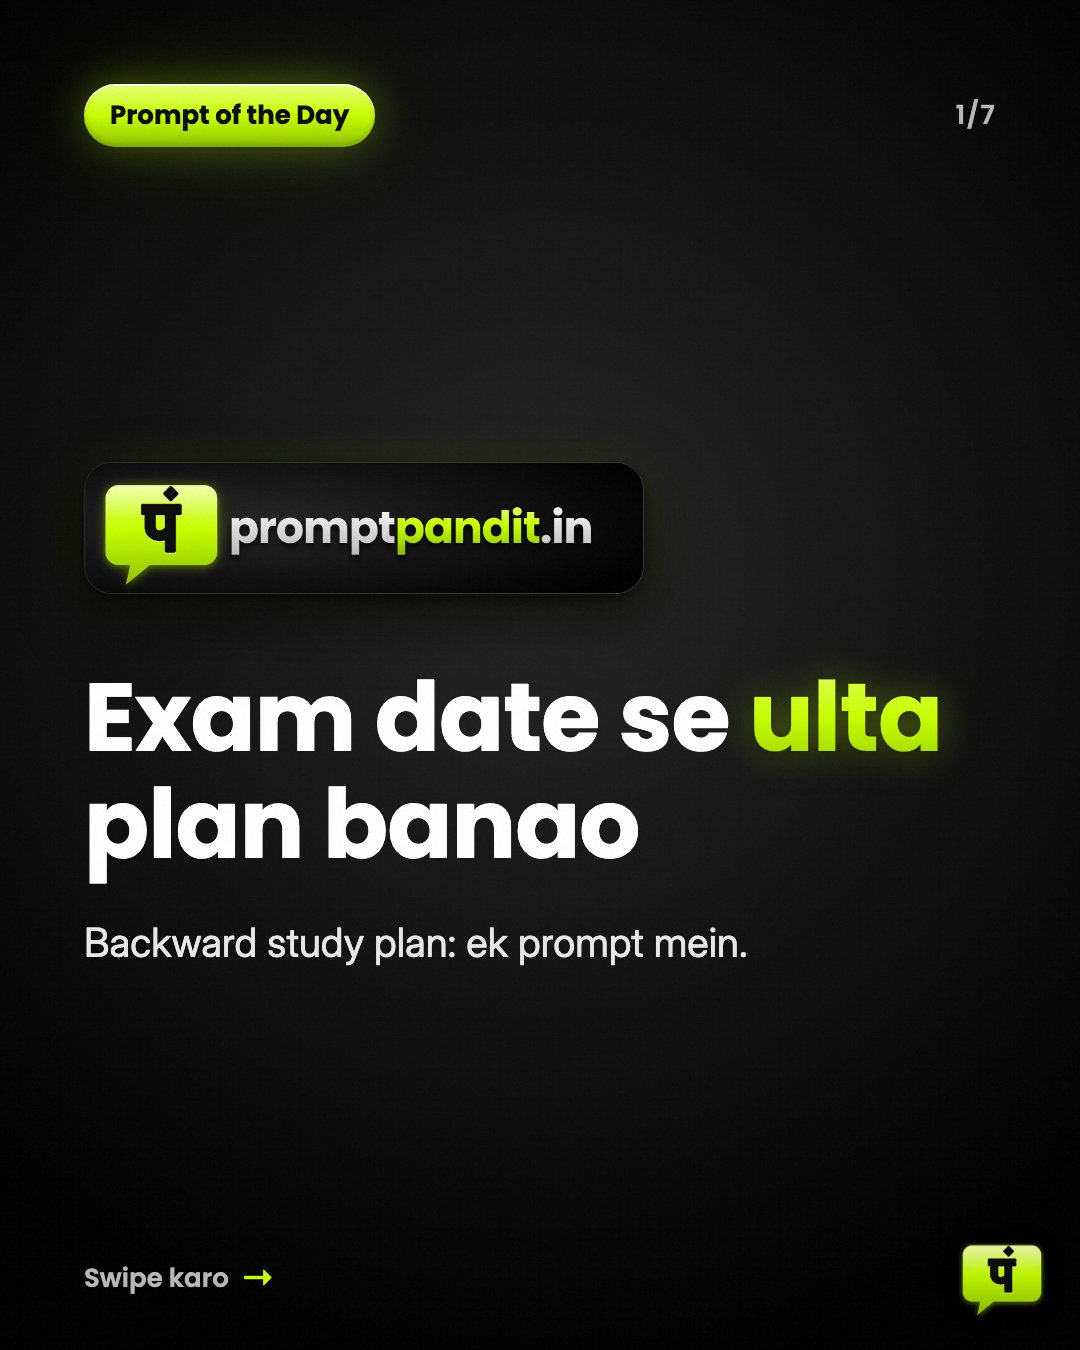 Prompt of the Day
1/7
पं promptpandit.in
Exam date se ulta
plan banao
Backward study plan: ek prompt mein.
Swipe karo →
पं